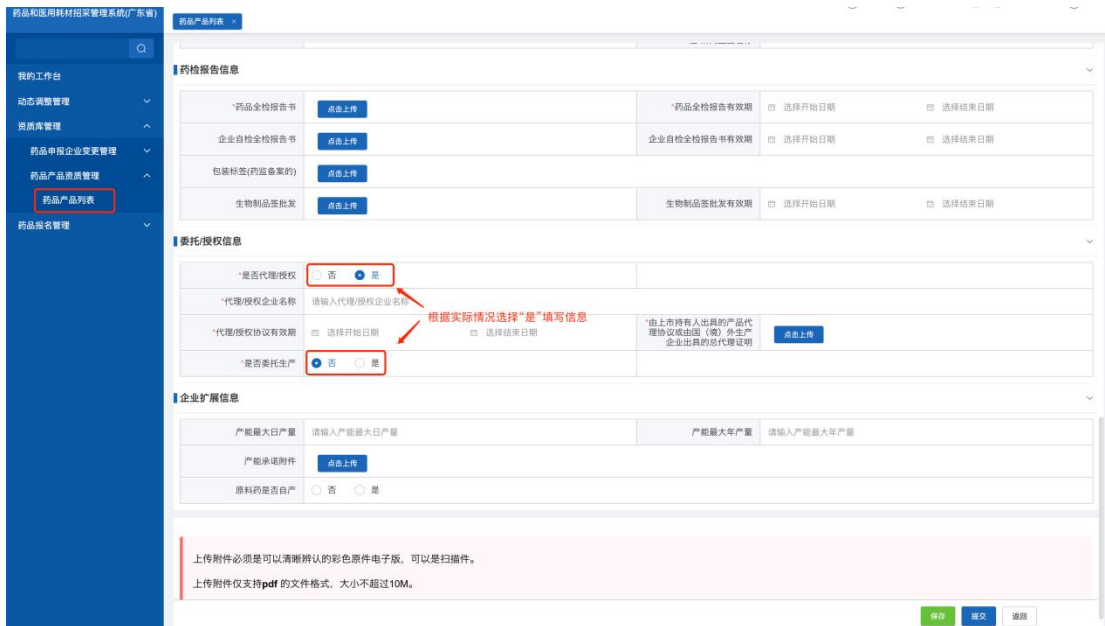 药品和医用耗材招采管理系统(广东省)
药品产品列表 ×
我的工作台
动态调整管理
资质库管理
药品申报企业变更管理
药品产品资质管理
药品产品列表
药品报名管理
药检报告信息
*药品全检报告书 点击上传 *药品全检报告有效期 选择开始日期 选择结束日期
企业自检全检报告书 点击上传 企业自检全检报告书有效期 选择开始日期 选择结束日期
包装标签(药监备案的) 点击上传
生物制品签批发 点击上传 生物制品签批发有效期 选择开始日期 选择结束日期
委托/授权信息
*是否代理/授权 否 是
*代理/授权企业名称 请输入代理/授权企业名称
根据实际情况选择“是”填写信息
*代理/授权协议有效期 选择开始日期 选择结束日期
*由上市持有人出具的产品代
理协议或由国（境）外生产
企业出具的总代理证明
点击上传
*是否委托生产 否 是
企业扩展信息
产能最大日产量 请输入产能最大日产量 产能最大年产量 请输入产能最大年产量
产能承诺附件 点击上传
原料药是否自产 否 是
上传附件必须是可以清晰辨认的彩色原件电子版，可以是扫描件。
上传附件仅支持pdf 的文件格式，大小不超过10M。
保存 提交 返回